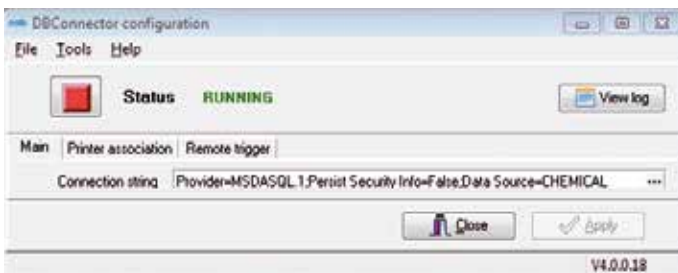 DBConnector configuration
File Tools Help
Status RUNNING View log
Main Printer association Remote trigger
Connection string Provider=MSDASQL.1;Persist Security Info=False;Data Source=CHEMICAL ...
Close Apply
V4.0.0.18